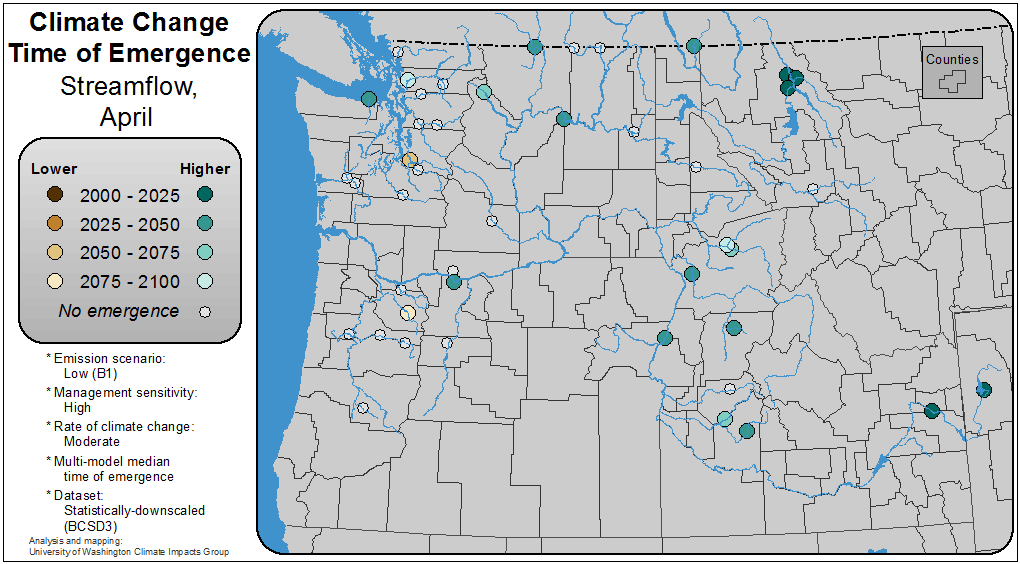 Climate Change
Time of Emergence
Streamflow,
April
Lower Higher
2000 - 2025
2025 - 2050
2050 - 2075
2075 - 2100
No emergence
* Emission scenario:
Low (B1)
* Management sensitivity:
High
* Rate of climate change:
Moderate
* Multi-model median
time of emergence
* Dataset:
Statistically-downscaled
(BCSD3)
Analysis and mapping:
University of Washington Climate Impacts Group
Counties